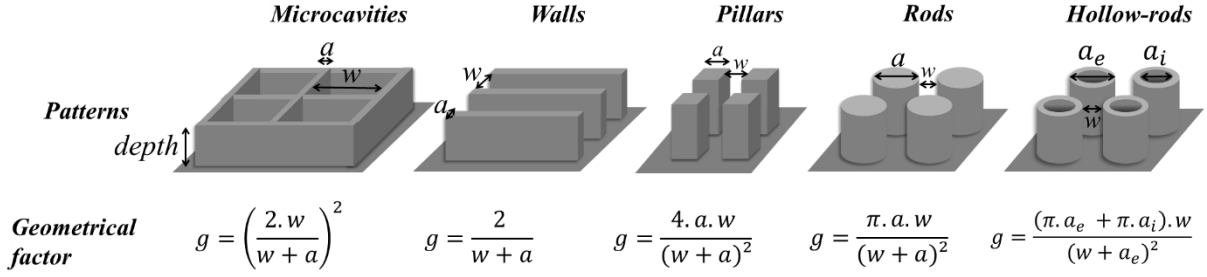 Microcavities Walls Pillars Rods Hollow-rods
a a w a w a_e a_i
w w w
a
Patterns
depth
w
g = (2. w / (w + a))² g = 2 / (w + a) g = 4. a. w / (w + a)² g = π. a. w / (w + a)² g = (π. a_e + π. a_i). w / (w + a_e)²
Geometrical
factor